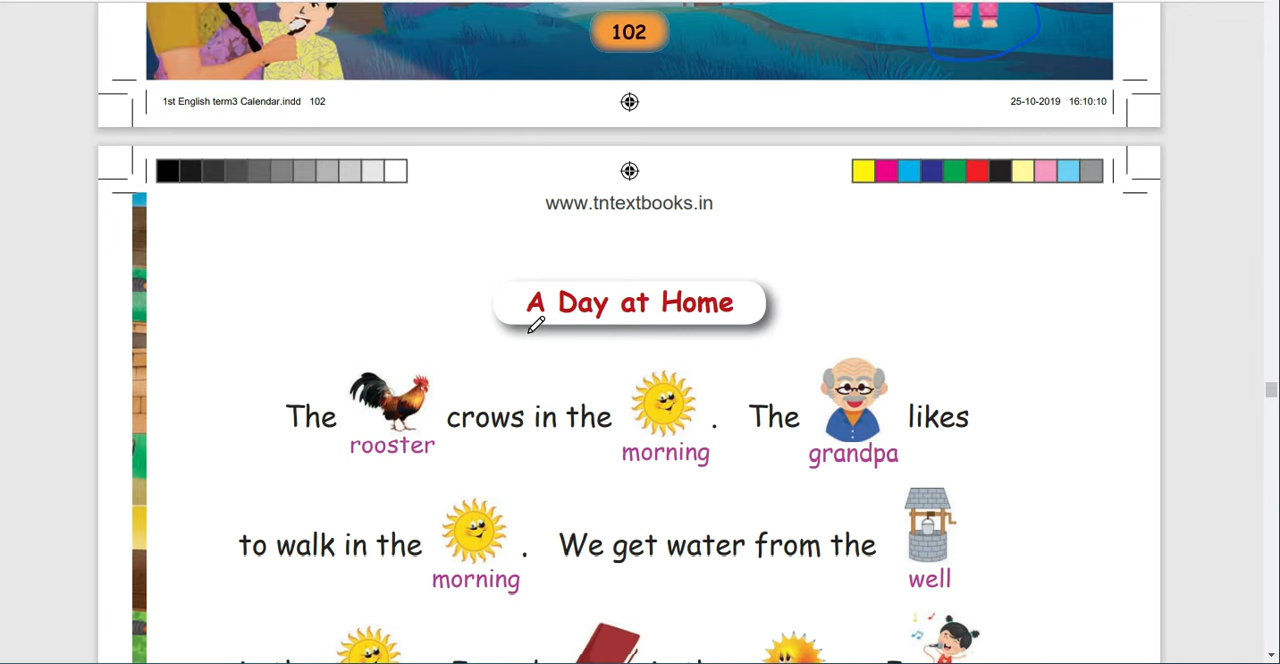 102
1st English term3 Calendar.indd 102
25-10-2019 16:10:10
www.tntextbooks.in
A Day at Home
The rooster crows in the morning . The grandpa likes
to walk in the morning . We get water from the well